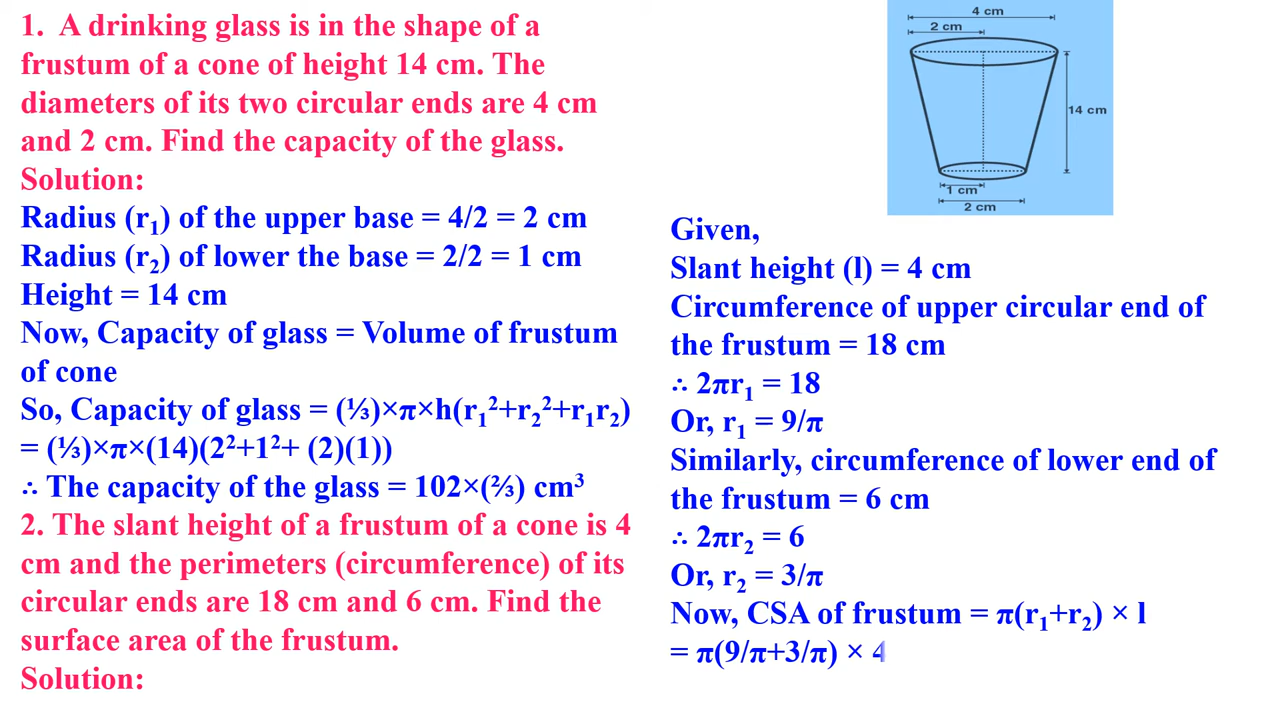 1. A drinking glass is in the shape of a
frustum of a cone of height 14 cm. The
diameters of its two circular ends are 4 cm
and 2 cm. Find the capacity of the glass.
Solution:
Radius (r₁) of the upper base = 4/2 = 2 cm
Radius (r₂) of lower the base = 2/2 = 1 cm
Height = 14 cm
Now, Capacity of glass = Volume of frustum
of cone
So, Capacity of glass = (⅓)×π×h(r₁²+r₂²+r₁r₂)
= (⅓)×π×(14)(2²+1²+ (2)(1))
∴ The capacity of the glass = 102×(⅔) cm³
2. The slant height of a frustum of a cone is 4
cm and the perimeters (circumference) of its
circular ends are 18 cm and 6 cm. Find the
surface area of the frustum.
Solution:
4 cm
2 cm
14 cm
1 cm
2 cm
Given,
Slant height (l) = 4 cm
Circumference of upper circular end of
the frustum = 18 cm
∴ 2πr₁ = 18
Or, r₁ = 9/π
Similarly, circumference of lower end of
the frustum = 6 cm
∴ 2πr₂ = 6
Or, r₂ = 3/π
Now, CSA of frustum = π(r₁+r₂) × l
= π(9/π+3/π) × 4